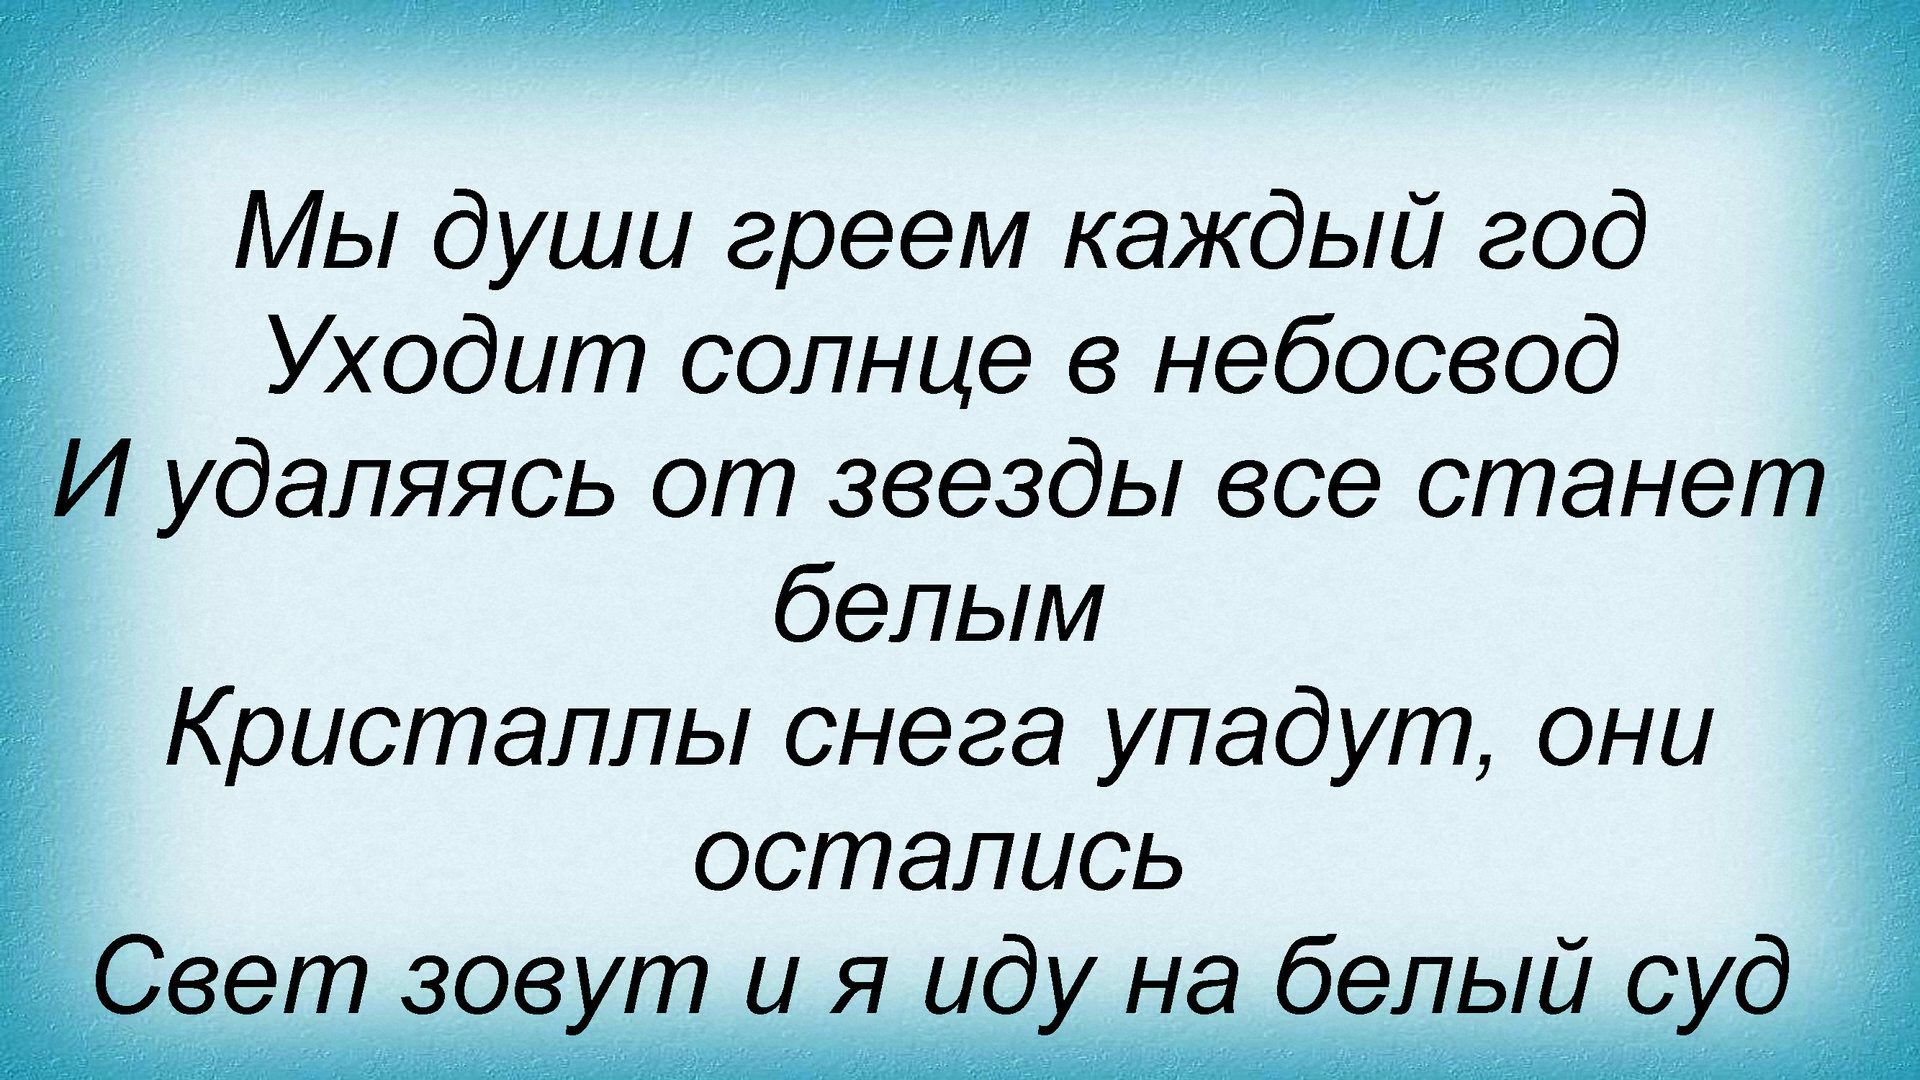 Мы души греем каждый год
Уходит солнце в небосвод
И удаляясь от звезды все станет
белым
Кристаллы снега упадут, они
остались
Свет зовут и я иду на белый суд